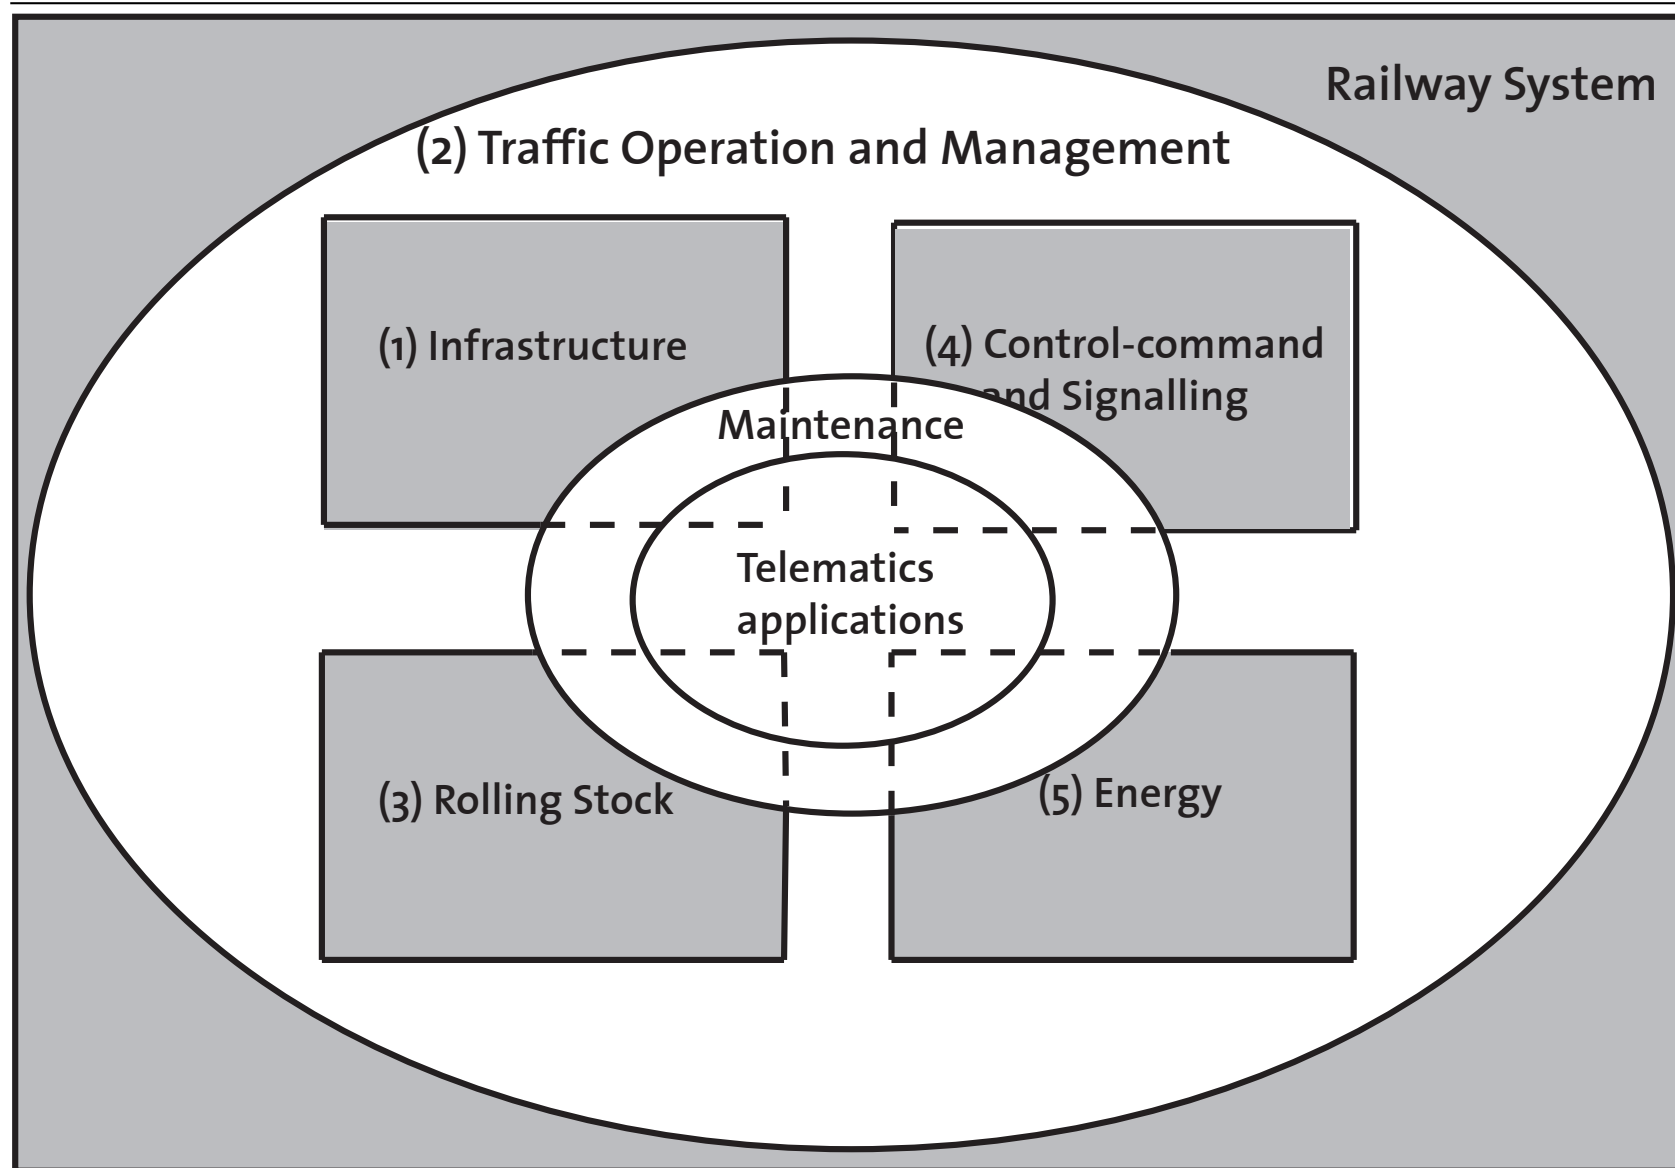 Railway System
(2) Traffic Operation and Management
(1) Infrastructure
(4) Control-command
and Signalling
Maintenance
Telematics
applications
(3) Rolling Stock
(5) Energy